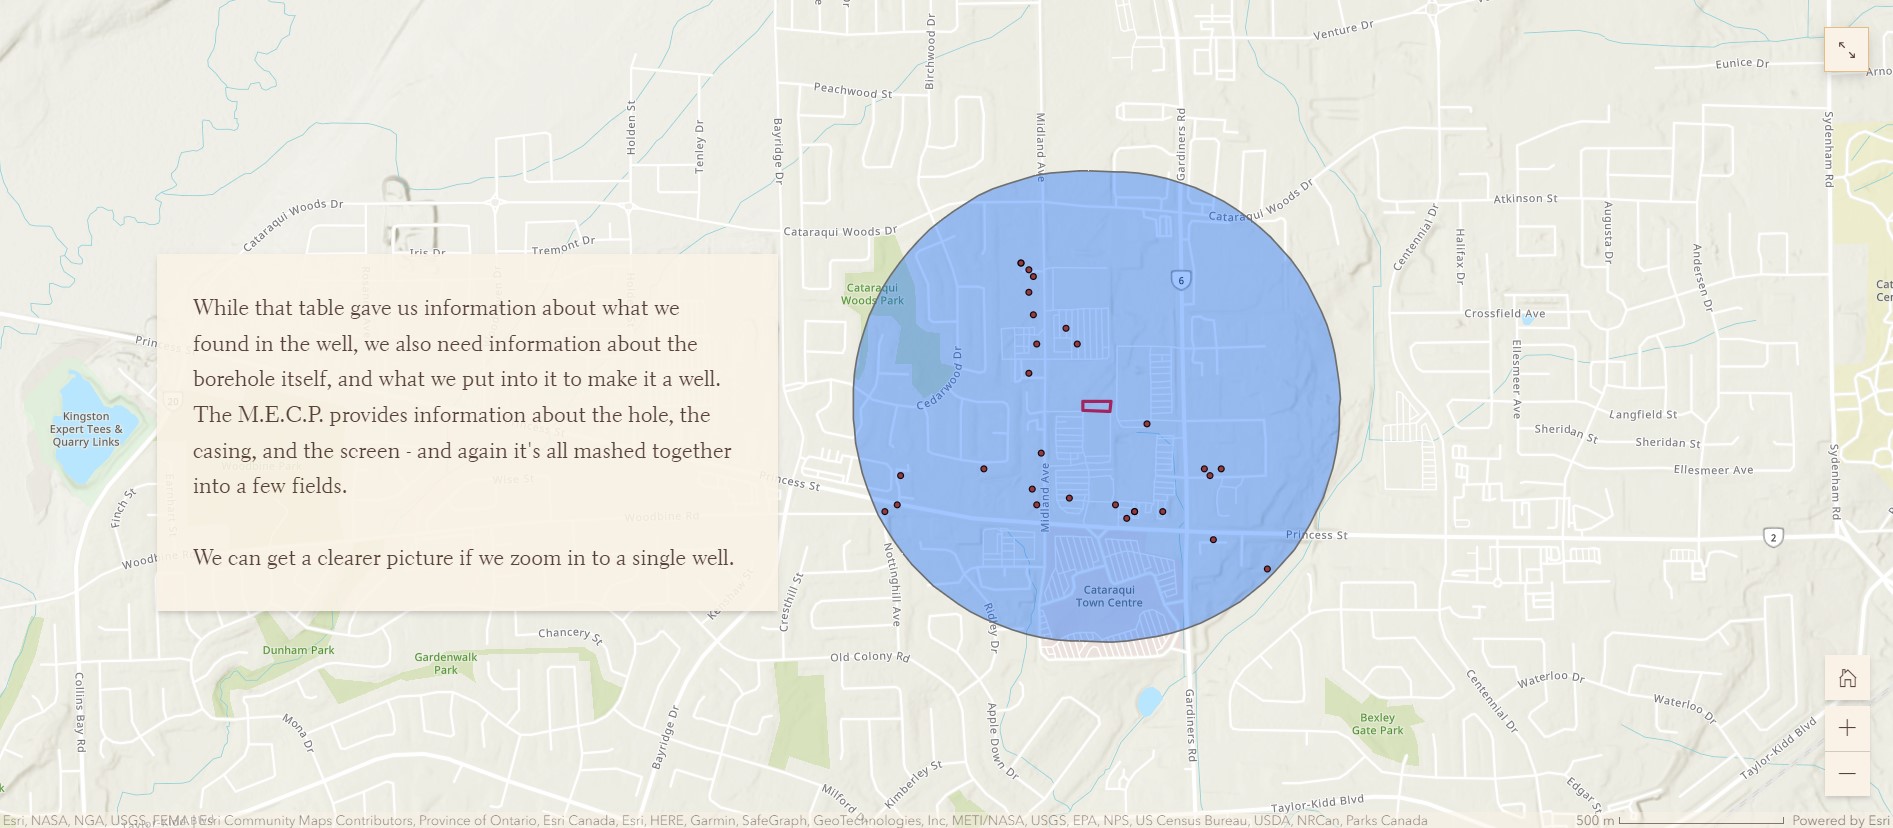 Venture Dr
Eunice Dr
Birchwood Dr
Peachwood St
Holden St
Tenley Dr
Bayridge Dr
Midland Ave
Gardiners Rd
Sydenham Rd
Cataraqui Woods Dr
Cataraqui Woods Dr
Cataraqui Woods Dr
Atkinson St
Augusta Dr
Centennial Dr
Halifax Dr
Andersen Dr
Iris Dr
Tremont Dr
6
Cataraqui
Woods Park
Crossfield Ave
While that table gave us information about what we
found in the well, we also need information about the
borehole itself, and what we put into it to make it a well.
The M.E.C.P. provides information about the hole, the
casing, and the screen - and again it's all mashed together
into a few fields.
We can get a clearer picture if we zoom in to a single well.
Cedarwood Dr
Ellesmeer Ave
Kingston
Expert Tees &
Quarry Links
Langfield St
Sheridan St
Sheridan St
Ellesmeer Ave
Sydenham Rd
Finch St
Wise St
Princess St
Woodbine Rd
Midland Ave
Princess St
2
Nottinghill Ave
Cresthill St
Cataraqui
Town Centre
Ridley Dr
Chancery St
Dunham Park
Gardenwalk
Park
Old Colony Rd
Collins Bay Rd
Mona Dr
Bayridge Dr
Apple Down Dr
Gardiners Rd
Kimberley St
Milford Dr
Bexley
Gate Park
Centennial Dr
Waterloo Dr
Waterloo Dr
Taylor-Kidd Blvd
Taylor-Kidd Blvd
Edgar St
Esri, NASA, NGA, USGS, FEMA | Esri Community Maps Contributors, Province of Ontario, Esri Canada, Esri, HERE, Garmin, SafeGraph, GeoTechnologies, Inc, METI/NASA, USGS, EPA, NPS, US Census Bureau, USDA, NRCan, Parks Canada
500 m
Powered by Esri